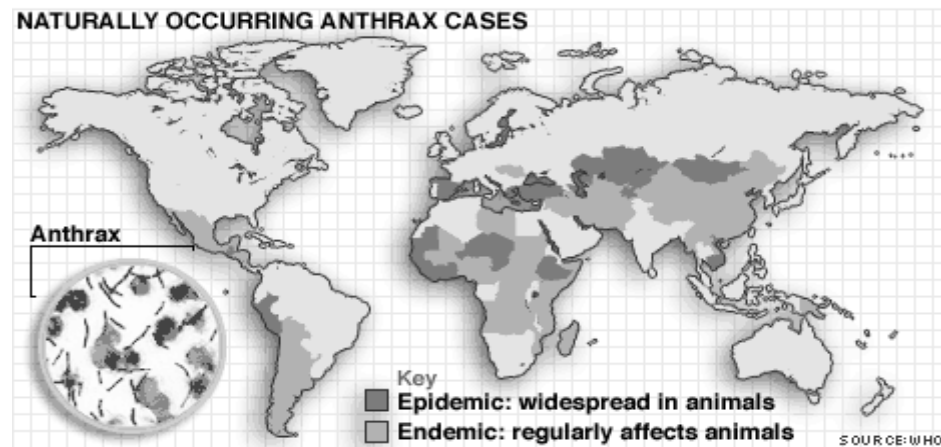 NATURALLY OCCURRING ANTHRAX CASES
Anthrax
Key
Epidemic: widespread in animals
Endemic: regularly affects animals
SOURCE:WHO